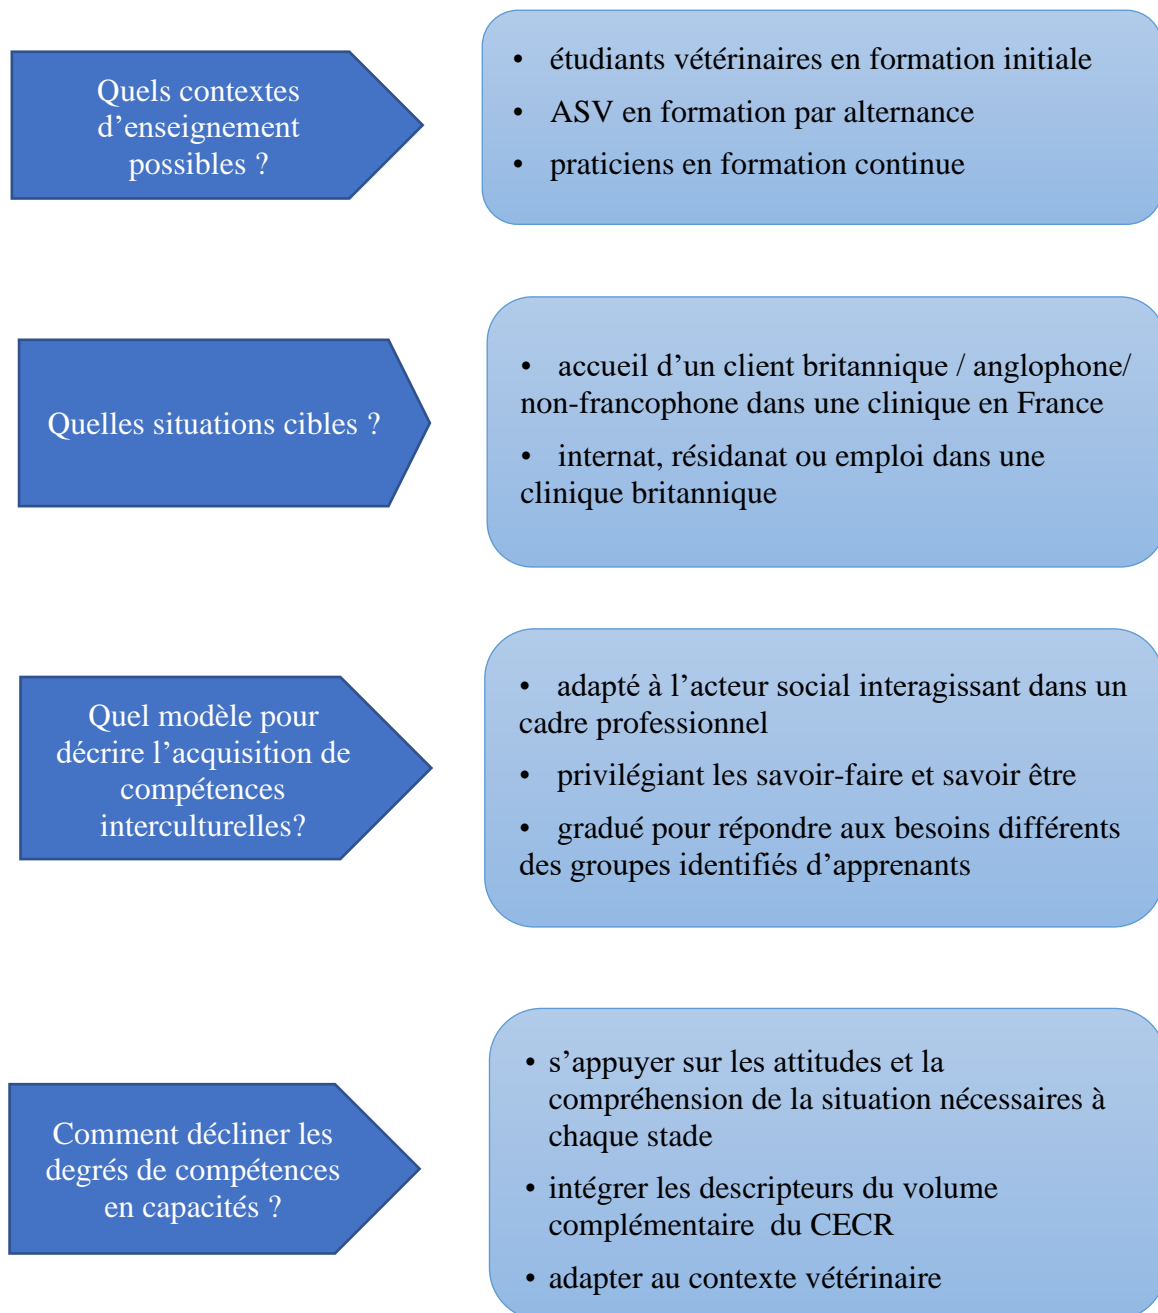 Quels contextes
d’enseignement
possibles ?
• étudiants vétérinaires en formation initiale
• ASV en formation par alternance
• praticiens en formation continue
Quelles situations cibles ?
• accueil d’un client britannique / anglophone/
non-francophone dans une clinique en France
• internat, résidanat ou emploi dans une
clinique britannique
Quel modèle pour
décrire l’acquisition de
compétences
interculturelles?
• adapté à l’acteur social interagissant dans un
cadre professionnel
• privilégiant les savoir-faire et savoir être
• gradué pour répondre aux besoins différents
des groupes identifiés d’apprenants
Comment décliner les
degrés de compétences
en capacités ?
• s’appuyer sur les attitudes et la
compréhension de la situation nécessaires à
chaque stade
• intégrer les descripteurs du volume
complémentaire du CECR
• adapter au contexte vétérinaire